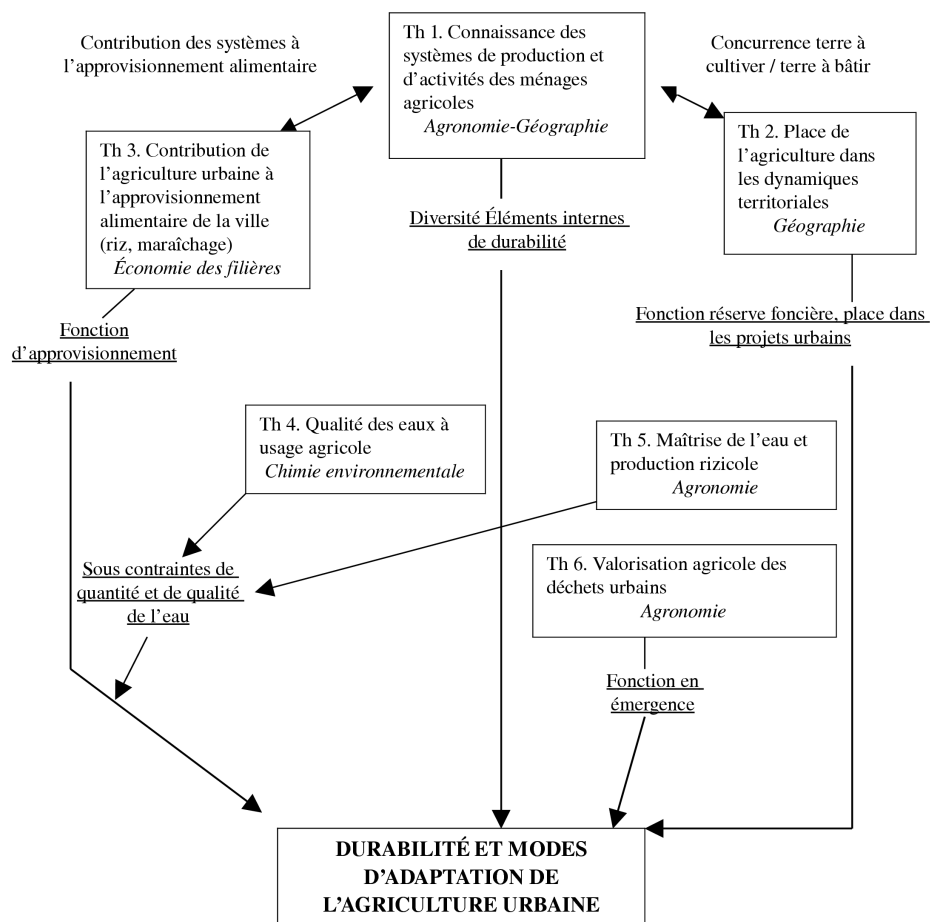 Contribution des systèmes à
l'approvisionnement alimentaire
Th 1. Connaissance des
systèmes de production et
d'activités des ménages
agricoles
Agronomie-Géographie
Concurrence terre à
cultiver / terre à bâtir
Th 3. Contribution de
l'agriculture urbaine à
l'approvisionnement
alimentaire de la ville
(riz, maraîchage)
Économie des filières
Th 2. Place de
l'agriculture dans
les dynamiques
territoriales
Géographie
Diversité Éléments internes
de durabilité
Fonction
d'approvisionnement
Fonction réserve foncière, place dans
les projets urbains
Th 4. Qualité des eaux à
usage agricole
Chimie environnementale
Th 5. Maîtrise de l'eau et
production rizicole
Agronomie
Sous contraintes de
quantité et de qualité
de l'eau
Th 6. Valorisation agricole des
déchets urbains
Agronomie
Fonction en
émergence
DURABILITÉ ET MODES
D'ADAPTATION DE
L'AGRICULTURE URBAINE